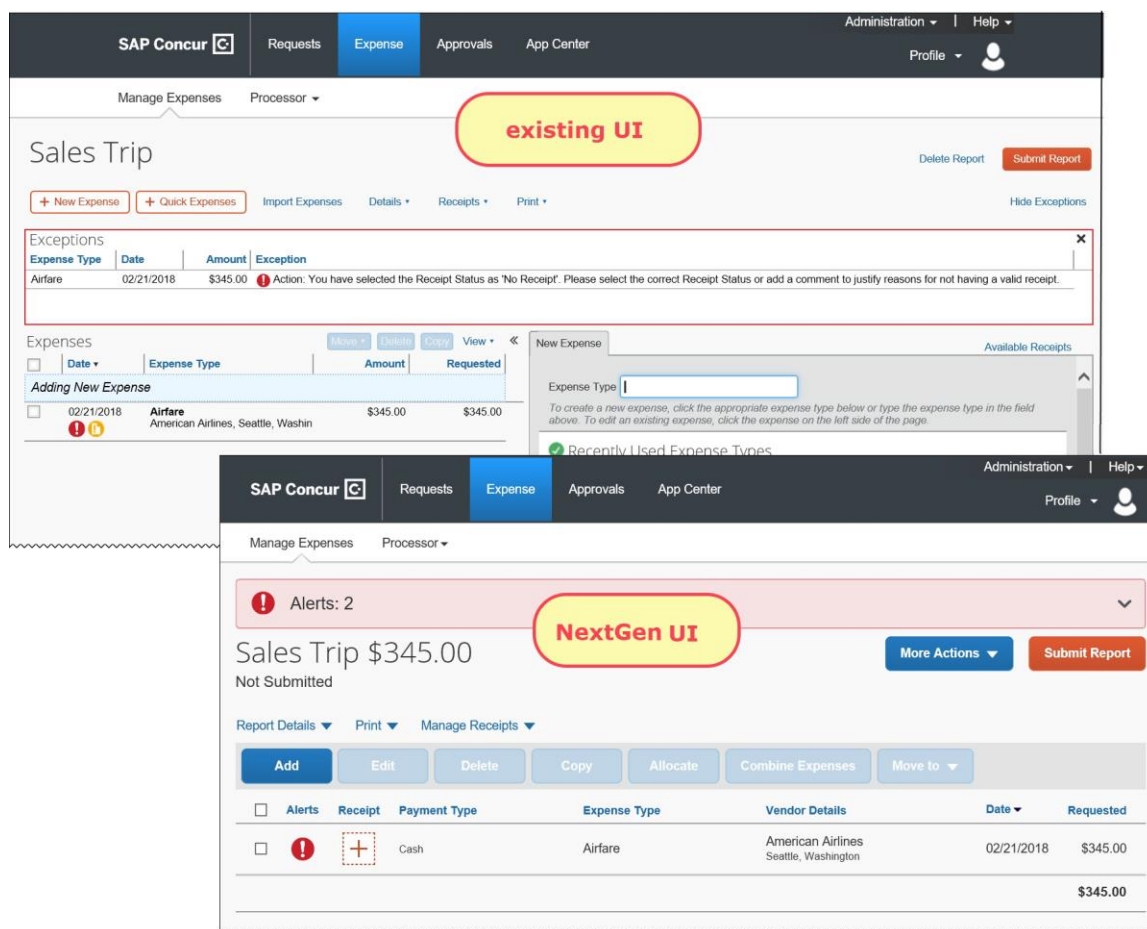 Administration | Help
SAP Concur C Requests Expense Approvals App Center
Profile
Manage Expenses Processor
existing UI
Sales Trip
Delete Report Submit Report
+ New Expense + Quick Expenses Import Expenses Details Receipts Print Hide Exceptions
Exceptions
Expense Type Date Amount Exception
Airfare 02/21/2018 $345.00 Action: You have selected the Receipt Status as 'No Receipt'. Please select the correct Receipt Status or add a comment to justify reasons for not having a valid receipt.
Expenses Move Delete Copy View « New Expense Available Receipts
Date Expense Type Amount Requested
Adding New Expense
Expense Type
02/21/2018 Airfare $345.00 $345.00
American Airlines, Seattle, Washin
To create a new expense, click the appropriate expense type below or type the expense type in the field
above. To edit an existing expense, click the expense on the left side of the page.
Recently Used Expense Types
Administration | Help
SAP Concur C Requests Expense Approvals App Center
Profile
Manage Expenses Processor
Alerts: 2
NextGen UI
Sales Trip $345.00
More Actions Submit Report
Not Submitted
Report Details Print Manage Receipts
Add Edit Delete Copy Allocate Combine Expenses Move to
Alerts Receipt Payment Type Expense Type Vendor Details Date Requested
Cash Airfare American Airlines 02/21/2018 $345.00
Seattle, Washington
$345.00